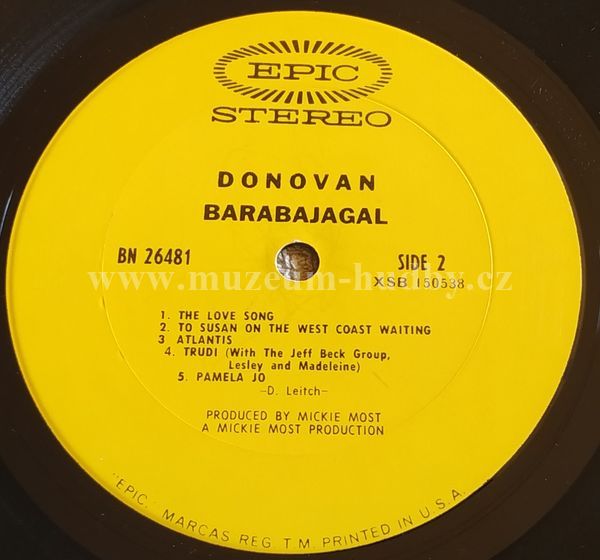 EPIC
STEREO
DONOVAN
BARABAJAGAL
BN 26481
SIDE 2
XSB 150538
www.muzeum-hudby.cz
1. THE LOVE SONG
2. TO SUSAN ON THE WEST COAST WAITING
3 ATLANTIS
4. TRUDI (With The Jeff Beck Group,
Lesley and Madeleine)
5. PAMELA JO
—D. Leitch—
PRODUCED BY MICKIE MOST
A MICKIE MOST PRODUCTION
"EPIC," MARCAS REG. T M PRINTED IN U.S.A.